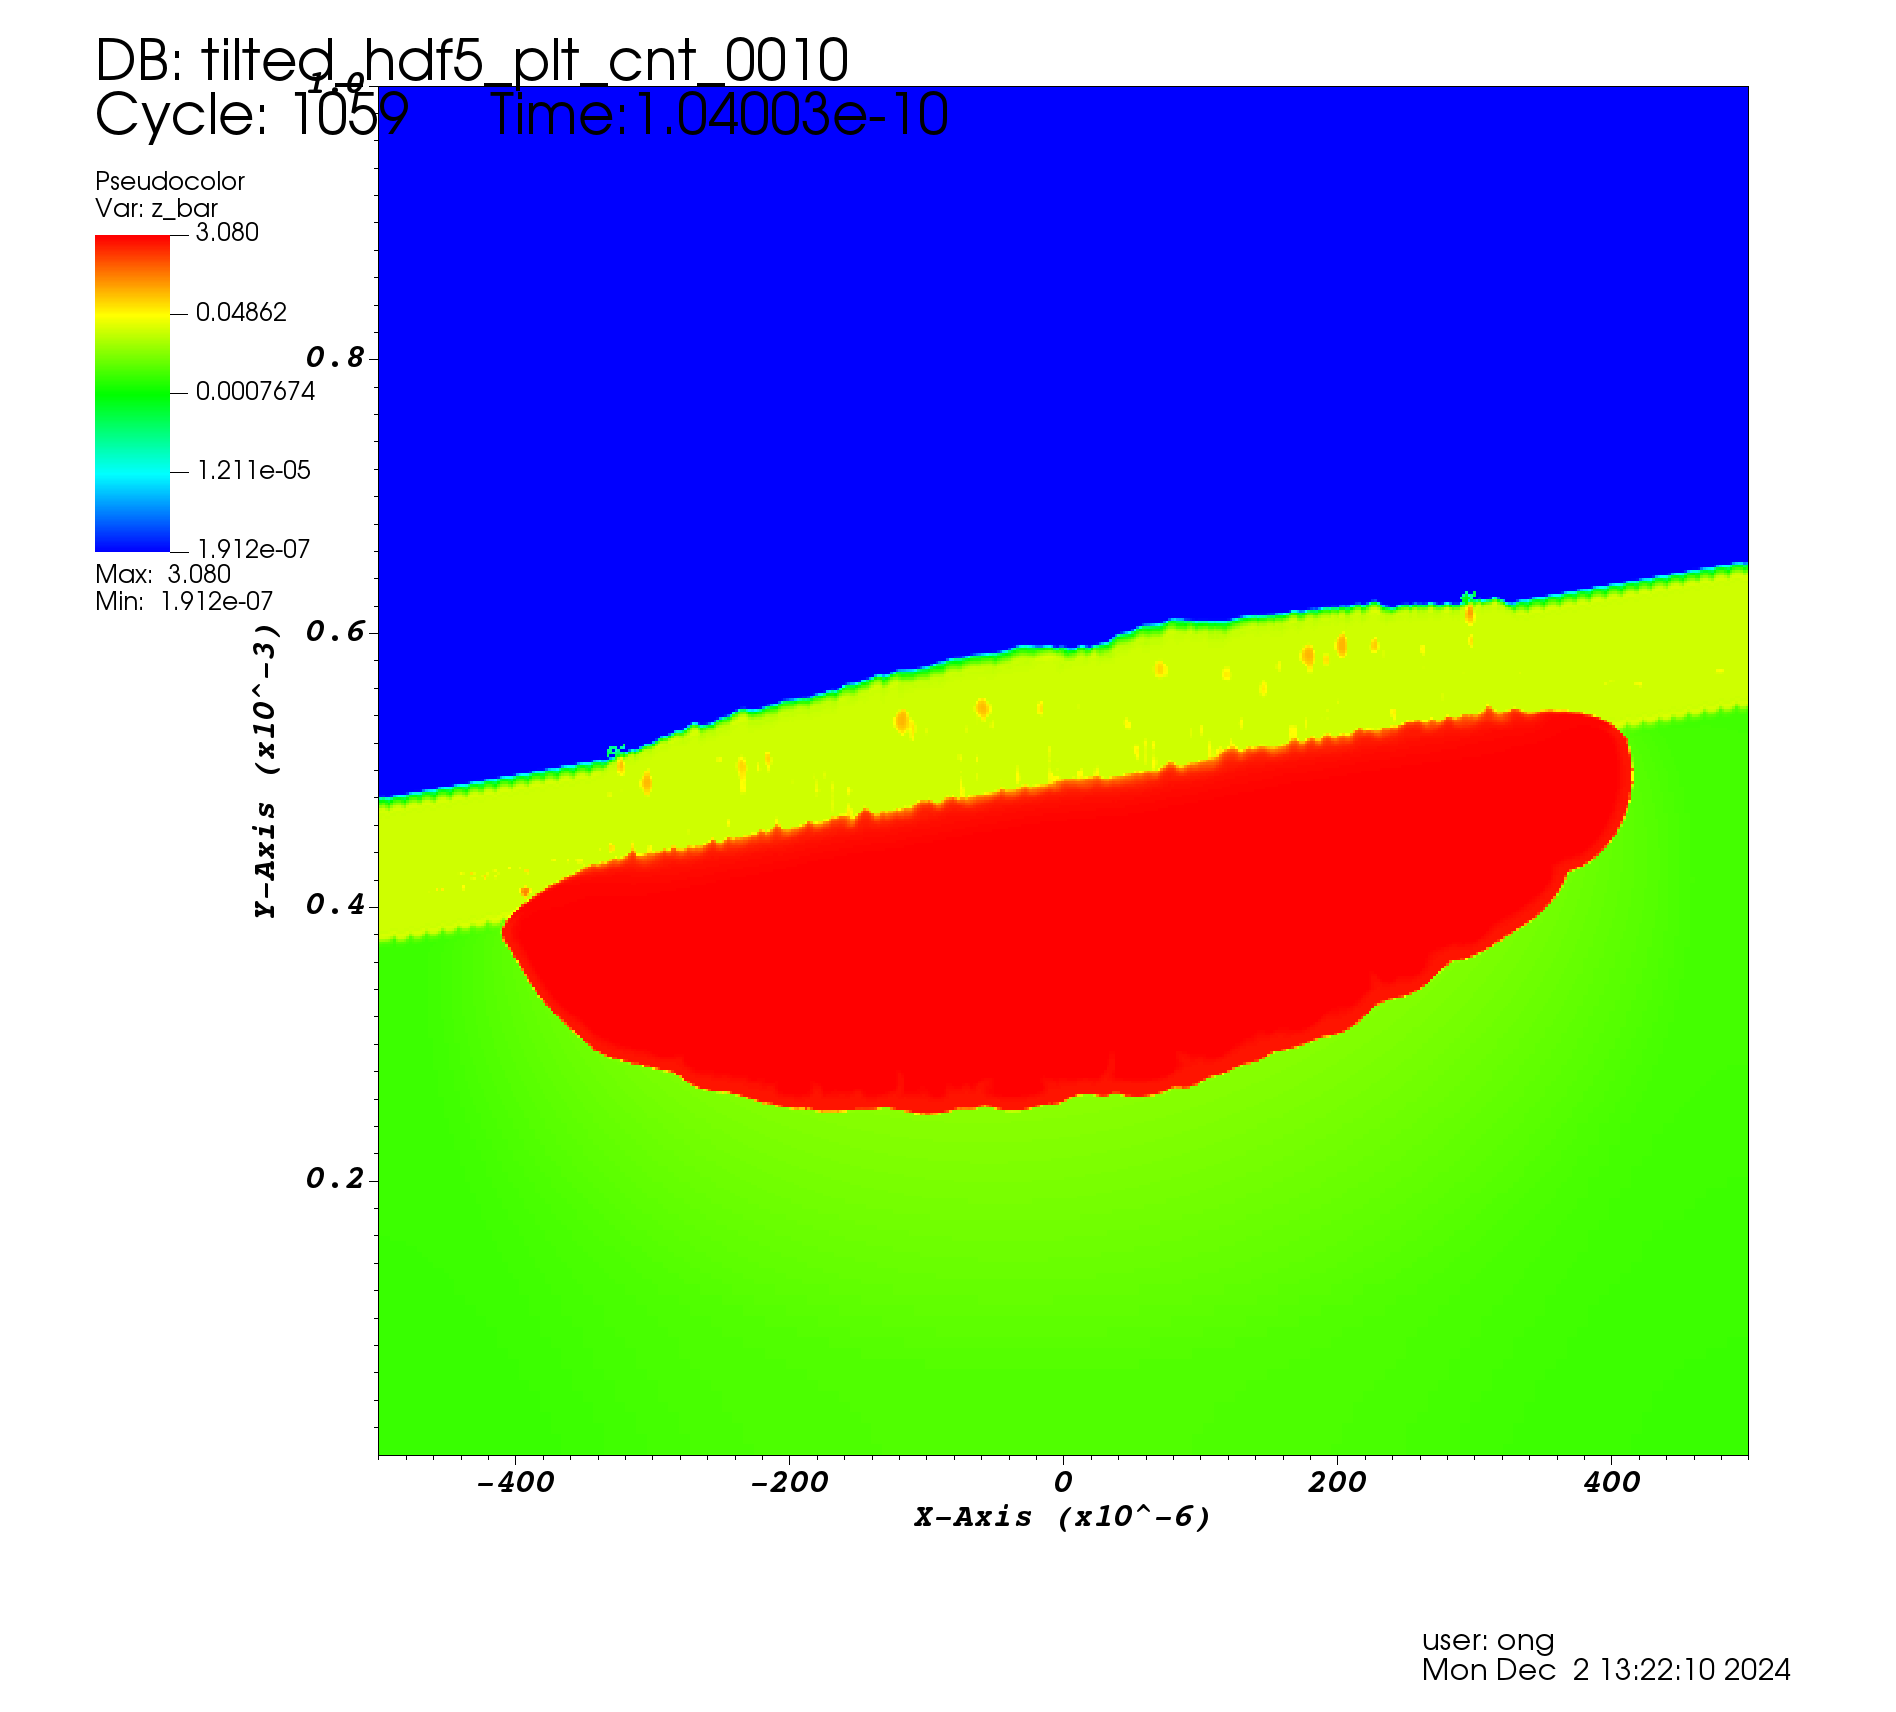 DB: tilted_hdf5_plt_cnt_0010
Cycle: 1059 Time:1.04003e-10
Pseudocolor
Var: z_bar
3.080
0.04862
0.0007674
1.211e-05
1.912e-07
Max: 3.080
Min: 1.912e-07
1.0
0.8
0.6
0.4
0.2
Y-Axis (x10^-3)
-400 -200 0 200 400
X-Axis (x10^-6)
user: ong
Mon Dec 2 13:22:10 2024